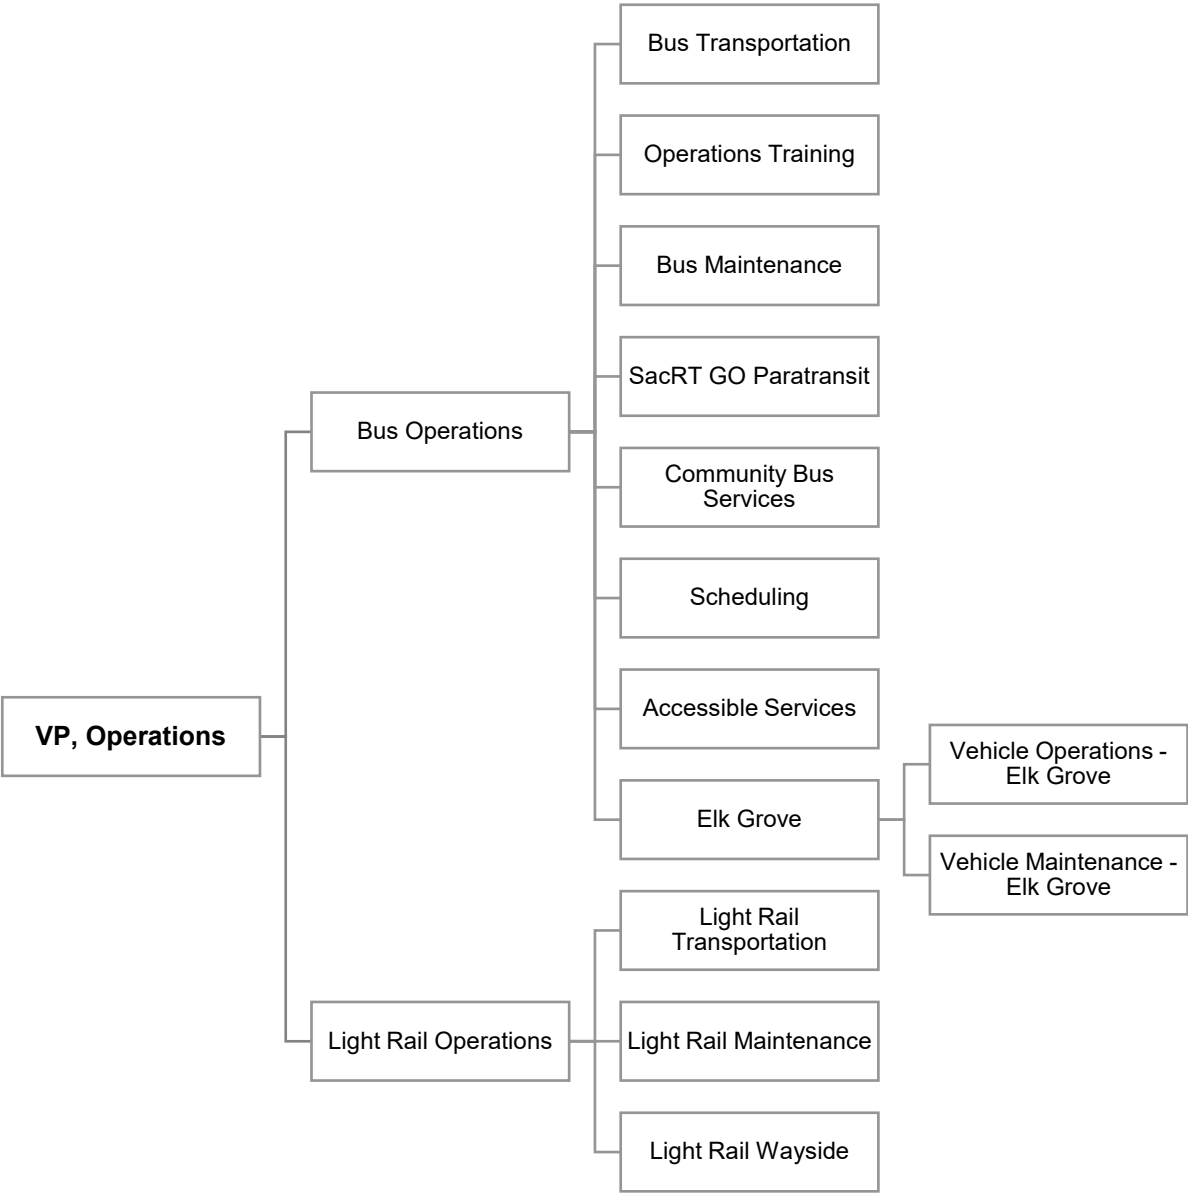 Bus Transportation
Operations Training
Bus Maintenance
SacRT GO Paratransit
Bus Operations
Community Bus
Services
Scheduling
Accessible Services
VP, Operations
Vehicle Operations -
Elk Grove
Elk Grove
Vehicle Maintenance -
Elk Grove
Light Rail
Transportation
Light Rail Operations
Light Rail Maintenance
Light Rail Wayside